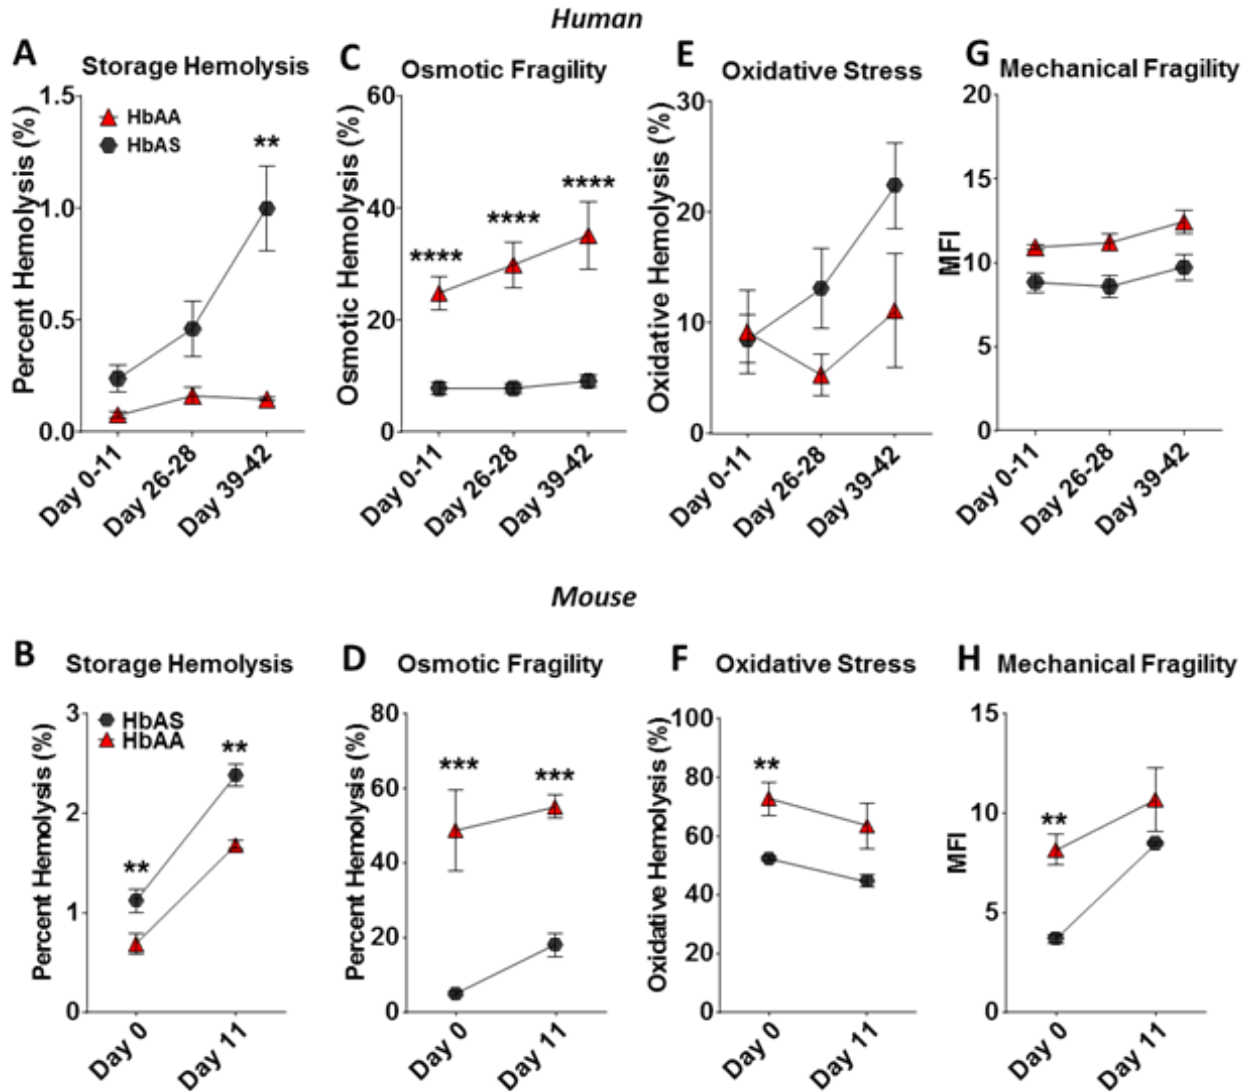 Human
A Storage Hemolysis
Percent Hemolysis (%)
1.5
1.0
0.5
0.0
HbAA
HbAS
**
Day 0-11
Day 26-28
Day 39-42
C Osmotic Fragility
Osmotic Hemolysis (%)
60
40
20
0
****
****
****
Day 0-11
Day 26-28
Day 39-42
E Oxidative Stress
Oxidative Hemolysis (%)
30
20
10
0
Day 0-11
Day 26-28
Day 39-42
G Mechanical Fragility
MFI
20
15
10
5
0
Day 0-11
Day 26-28
Day 39-42
Mouse
B Storage Hemolysis
Percent Hemolysis (%)
3
2
1
0
HbAS
HbAA
**
**
Day 0
Day 11
D Osmotic Fragility
Percent Hemolysis (%)
80
60
40
20
0
***
***
Day 0
Day 11
F Oxidative Stress
Oxidative Hemolysis (%)
100
80
60
40
20
0
**
Day 0
Day 11
H Mechanical Fragility
MFI
15
10
5
0
**
Day 0
Day 11